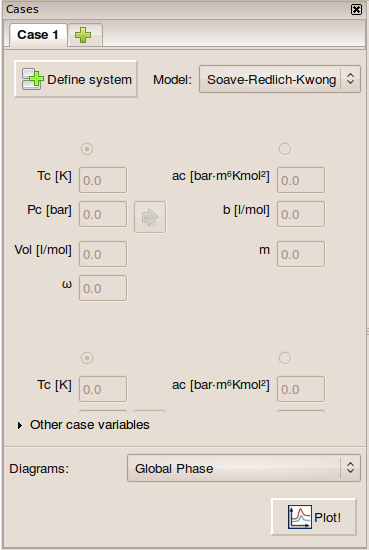 Cases
Case 1
Define system Model: Soave-Redlich-Kwong
Tc [K] 0.0 ac [bar·m⁶Kmol²] 0.0
Pc [bar] 0.0 b [l/mol] 0.0
Vol [l/mol] 0.0 m 0.0
ω 0.0
Tc [K] 0.0 ac [bar·m⁶Kmol²] 0.0
Other case variables
Diagrams: Global Phase
Plot!